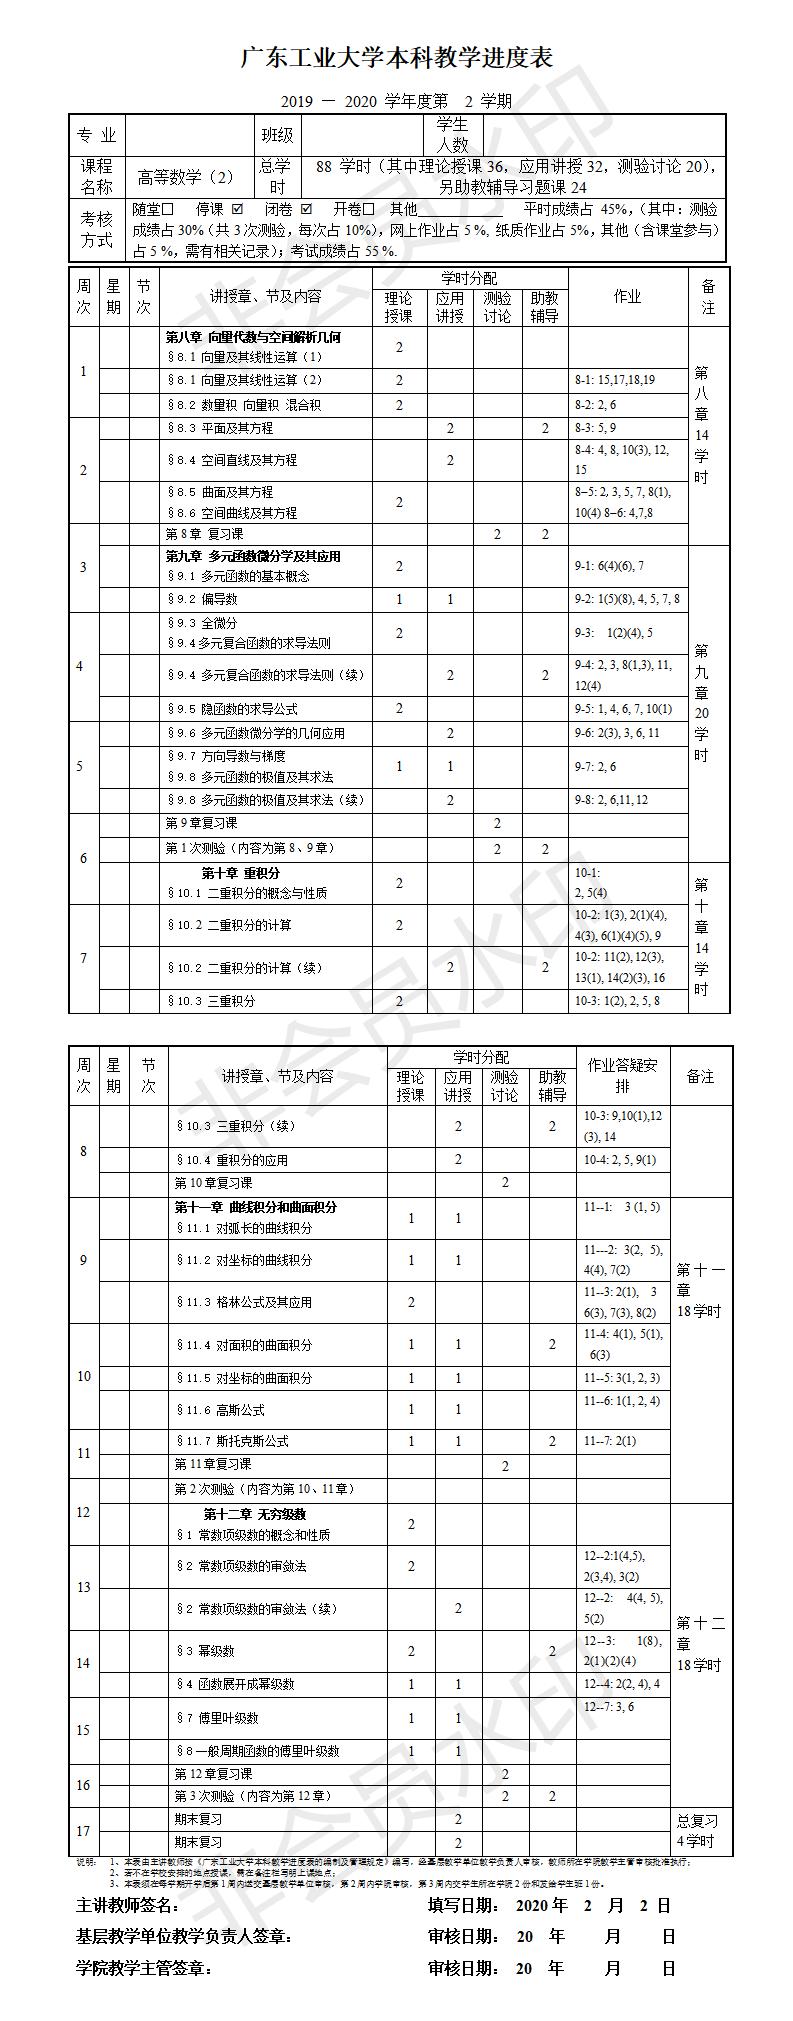 广东工业大学本科教学进度表
2019 — 2020 学年度第 2 学期
专 业 班级 学生人数
课程名称 高等数学（2） 总学时 88 学时（其中理论授课36，应用讲授32，测验讨论20），另助教辅导习题课24
考核方式 随堂☐ 停课 ☑ 闭卷 ☑ 开卷☐ 其他 平时成绩占 45%，（其中：测验
成绩占30%（共3次测验，每次占10%），网上作业占5 %, 纸质作业占5%，其他（含课堂参与）
占5 %，需有相关记录）；考试成绩占55 %.
周次 星期 节次 讲授章、节及内容 学时分配 作业 备注
理论授课 应用讲授 测验讨论 助教辅导
1 第八章 向量代数与空间解析几何
§8.1 向量及其线性运算（1） 2
§8.1 向量及其线性运算（2） 2 8-1: 15,17,18,19
§8.2 数量积 向量积 混合积 2 8-2: 2, 6
第八章14学时
2 §8.3 平面及其方程 2 2 8-3: 5, 9
§8.4 空间直线及其方程 2 8-4: 4, 8, 10(3), 12, 15
§8.5 曲面及其方程
§8.6 空间曲线及其方程 2 8–5: 2, 3, 5, 7, 8(1), 10(4) 8–6: 4,7,8
3 第8章 复习课 2 2
第九章 多元函数微分学及其应用
§9.1 多元函数的基本概念 2 9-1: 6(4)(6), 7
§9.2 偏导数 1 1 9-2: 1(5)(8), 4, 5, 7, 8
第九章20学时
4 §9.3 全微分
§9.4多元复合函数的求导法则 2 9-3: 1(2)(4), 5
§9.4 多元复合函数的求导法则（续） 2 2 9-4: 2, 3, 8(1,3), 11, 12(4)
§9.5 隐函数的求导公式 2 9-5: 1, 4, 6, 7, 10(1)
5 §9.6 多元函数微分学的几何应用 2 9-6: 2(3), 3, 6, 11
§9.7 方向导数与梯度
§9.8 多元函数的极值及其求法 1 1 9-7: 2, 6
§9.8 多元函数的极值及其求法（续） 2 9-8: 2, 6,11, 12
6 第9章复习课 2
第1次测验（内容为第8、9章） 2 2
第十章 重积分
§10.1 二重积分的概念与性质 2 10-1: 2, 5(4)
第十章14学时
7 §10.2 二重积分的计算 2 10-2: 1(3), 2(1)(4), 4(3), 6(1)(4)(5), 9
§10.2 二重积分的计算（续） 2 2 10-2: 11(2), 12(3), 13(1), 14(2)(3), 16
§10.3 三重积分 2 10-3: 1(2), 2, 5, 8
周次 星期 节次 讲授章、节及内容 学时分配 作业答疑安排 备注
理论授课 应用讲授 测验讨论 助教辅导
8 §10.3 三重积分（续） 2 2 10-3: 9,10(1),12 (3), 14
§10.4 重积分的应用 2 10-4: 2, 5, 9(1)
第10章复习课 2
9 第十一章 曲线积分和曲面积分
§11.1 对弧长的曲线积分 1 1 11--1: 3 (1, 5)
§11.2 对坐标的曲线积分 1 1 11---2: 3(2, 5), 4(4), 7(2)
§11.3 格林公式及其应用 2 11--3: 2(1), 3 6(3), 7(3), 8(2)
第十一章
18学时
10 §11.4 对面积的曲面积分 1 1 2 11-4: 4(1), 5(1), 6(3)
§11.5 对坐标的曲面积分 1 1 11--5: 3(1, 2, 3)
§11.6 高斯公式 1 1 11--6: 1(1, 2, 4)
11 §11.7 斯托克斯公式 1 1 2 11--7: 2(1)
第11章复习课 2
12 第2次测验（内容为第10、11章）
第十二章 无穷级数
§1 常数项级数的概念和性质 2
13 §2 常数项级数的审敛法 2 12--2:1(4,5), 2(3,4), 3(2)
§2 常数项级数的审敛法（续） 2 12--2: 4(4, 5), 5(2)
第十二章
18学时
14 §3 幂级数 2 2 12--3: 1(8), 2(1)(2)(4)
§4 函数展开成幂级数 1 1 12--4: 2(2, 4), 4
15 §7 傅里叶级数 1 1 12--7: 3, 6
§8一般周期函数的傅里叶级数 1 1
16 第12章复习课 2
第3次测验（内容为第12章） 2 2
17 期末复习 2
期末复习 2
总复习
4学时
说明： 1、本表由主讲教师按《广东工业大学本科教学进度表的编制及管理规定》编写，经基层教学单位教学负责人审核，教师所在学院教学主管审核批准执行；
2、若不在学校安排的地点授课，需在备注栏写明上课地点；
3、本表须在每学期开学后第1周内送交基层教学单位审核，第2周内学院审核，第3周内交学生所在学院2份和发给学生班1份。
主讲教师签名： 填写日期： 2020年 2 月 2 日
基层教学单位教学负责人签章： 审核日期： 20 年 月 日
学院教学主管签章： 审核日期： 20 年 月 日
非会员水印
非会员水印
非会员水印